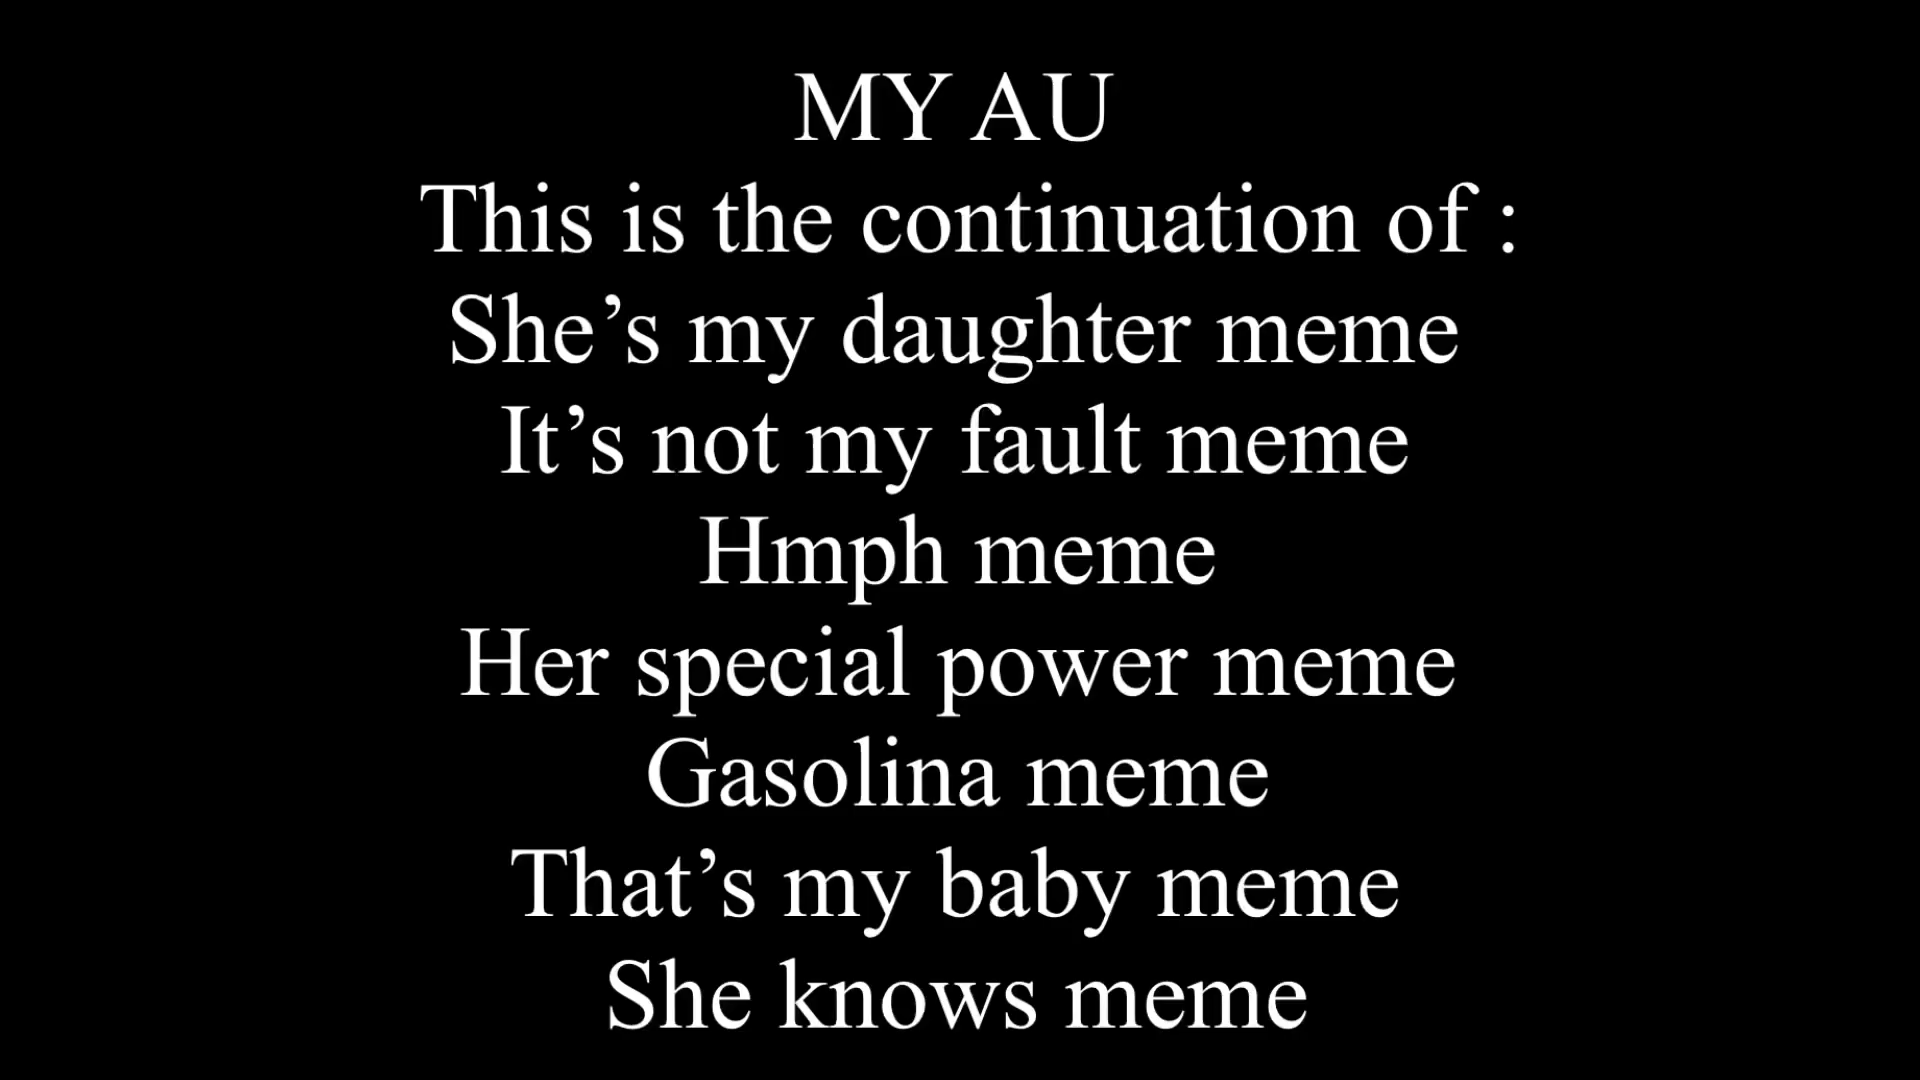 MY AU
This is the continuation of :
She’s my daughter meme
It’s not my fault meme
Hmph meme
Her special power meme
Gasolina meme
That’s my baby meme
She knows meme